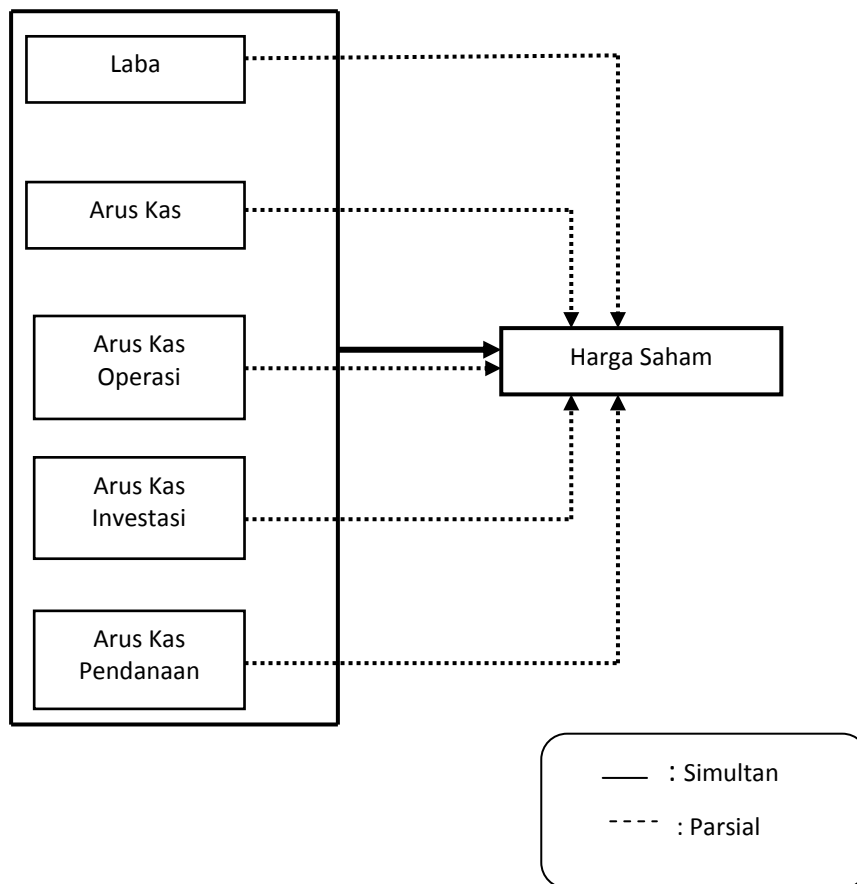 Laba
Arus Kas
Arus Kas
Operasi
Harga Saham
Arus Kas
Investasi
Arus Kas
Pendanaan
: Simultan
: Parsial